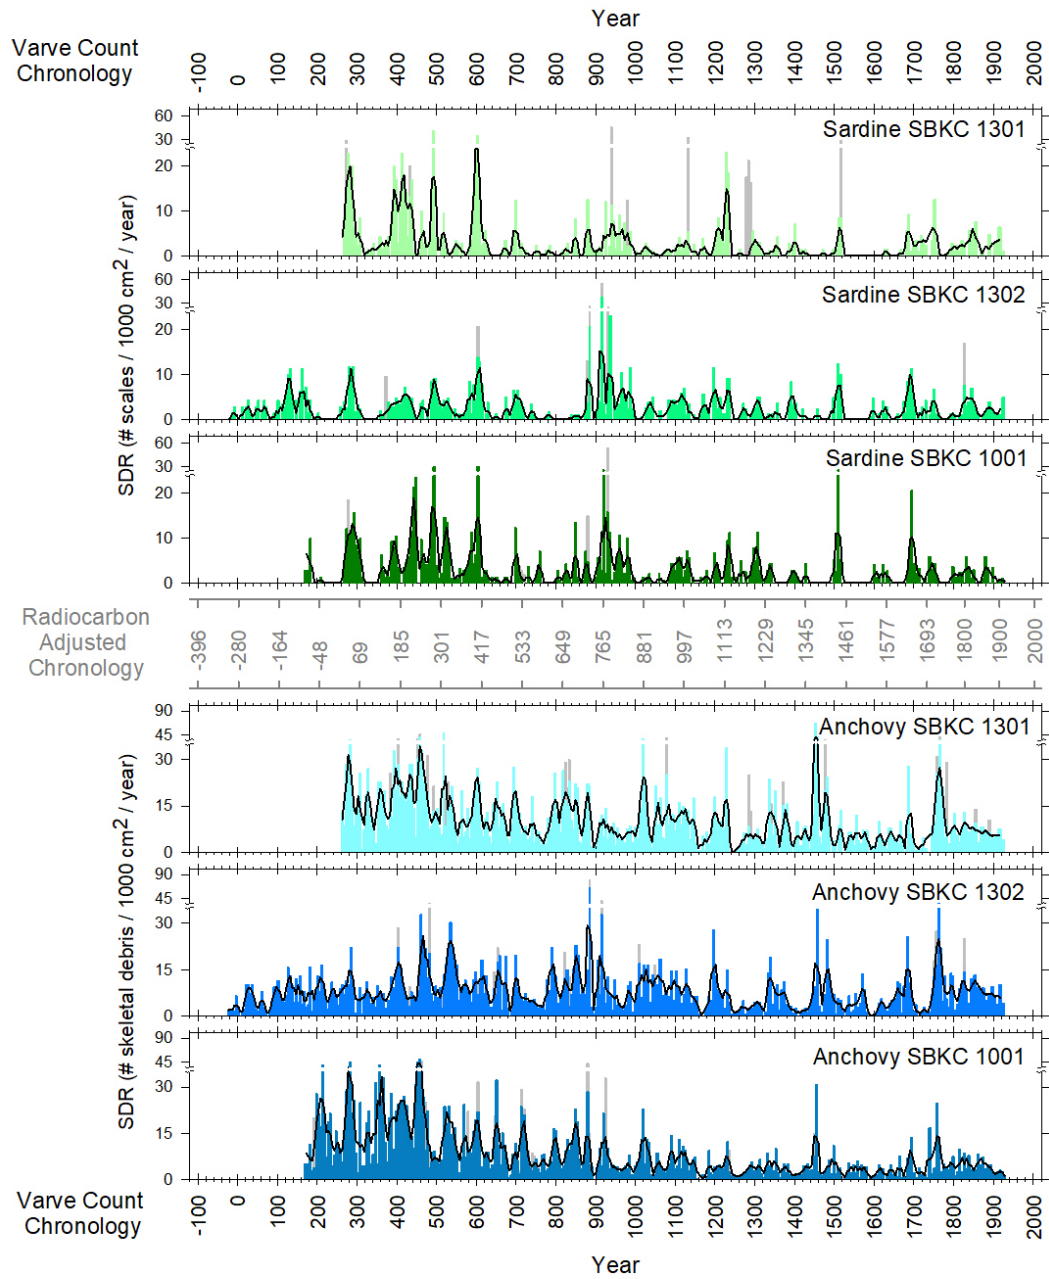 Year
Varve Count
Chronology
-100 0 100 200 300 400 500 600 700 800 900 1000 1100 1200 1300 1400 1500 1600 1700 1800 1900 2000
SDR (# scales / 1000 cm² / year)
60
30
20
10
0
Sardine SBKC 1301
60
30
20
10
0
Sardine SBKC 1302
60
30
20
10
0
Sardine SBKC 1001
Radiocarbon
Adjusted
Chronology
-396 -280 -164 -48 69 185 301 417 533 649 765 881 997 1113 1229 1345 1461 1577 1693 1800 1900 2000
SDR (# skeletal debris / 1000 cm² / year)
90
45
30
15
0
Anchovy SBKC 1301
90
45
30
15
0
Anchovy SBKC 1302
90
45
30
15
0
Anchovy SBKC 1001
Varve Count
Chronology
-100 0 100 200 300 400 500 600 700 800 900 1000 1100 1200 1300 1400 1500 1600 1700 1800 1900 2000
Year